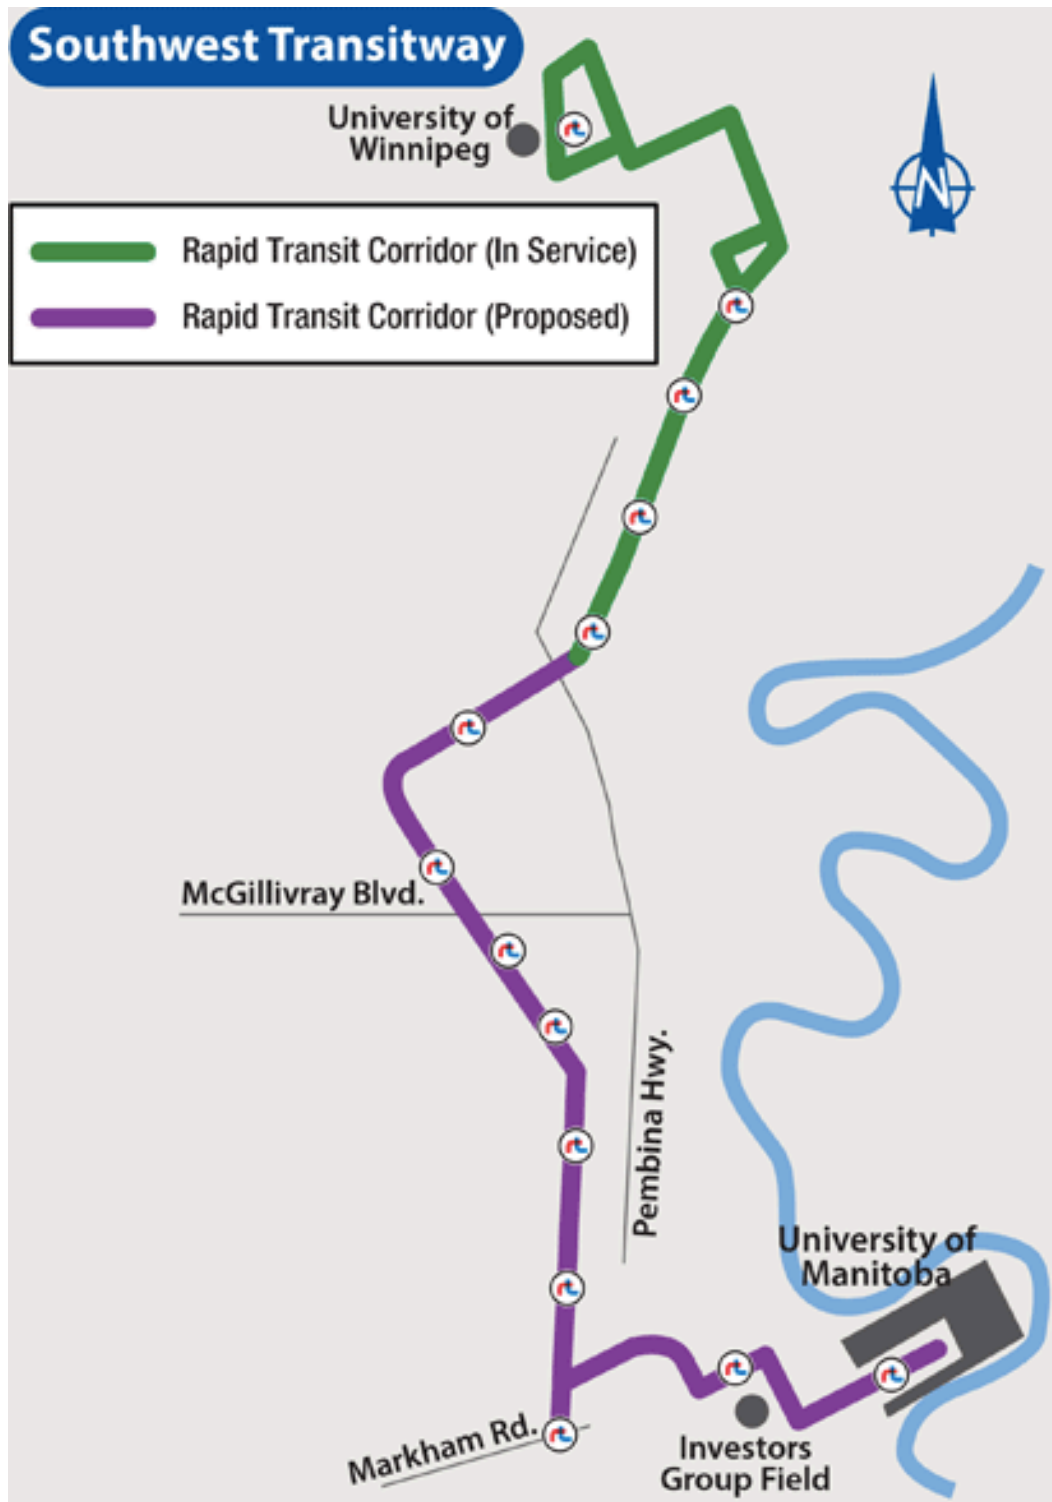 Southwest Transitway
University of
Winnipeg
N
Rapid Transit Corridor (In Service)
Rapid Transit Corridor (Proposed)
McGillivray Blvd.
Pembina Hwy.
University of
Manitoba
Markham Rd.
Investors
Group Field